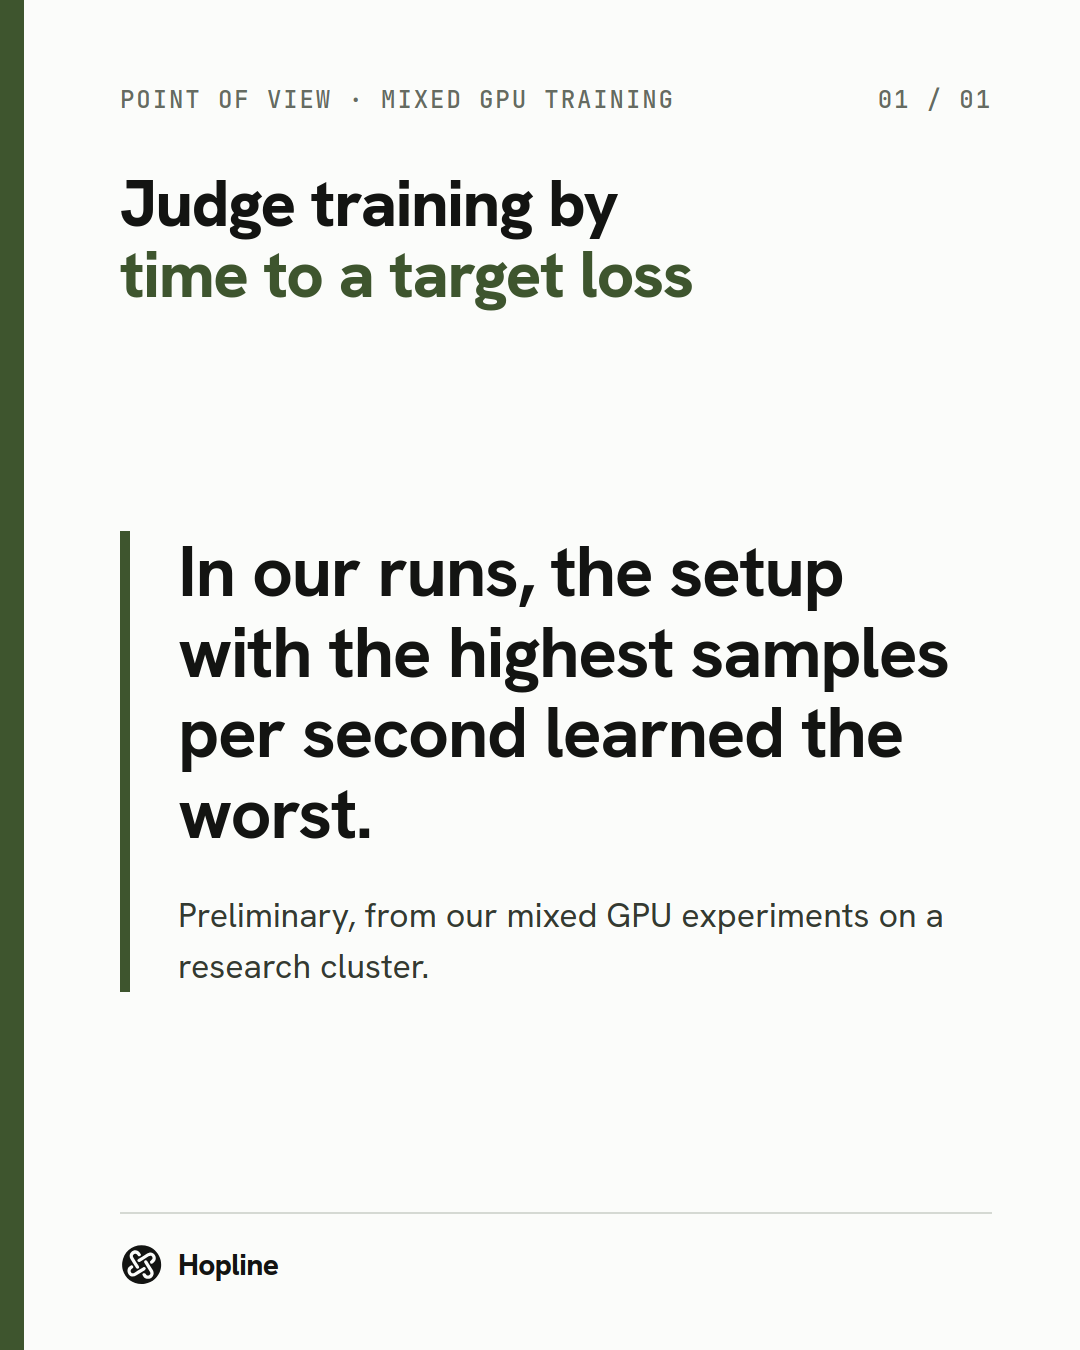 POINT OF VIEW · MIXED GPU TRAINING
01 / 01
Judge training by
time to a target loss
In our runs, the setup
with the highest samples
per second learned the
worst.
Preliminary, from our mixed GPU experiments on a
research cluster.
Hopline